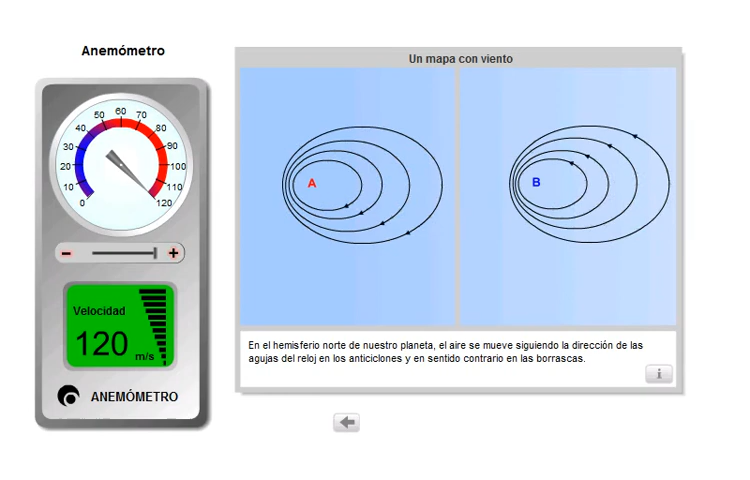 Anemómetro
Un mapa con viento
50 60 70
40 80
30 90
20 100
10 110
0 120
A
B
- +
Velocidad
120 m/s
ANEMÓMETRO
En el hemisferio norte de nuestro planeta, el aire se mueve siguiendo la dirección de las
agujas del reloj en los anticiclones y en sentido contrario en las borrascas.
i